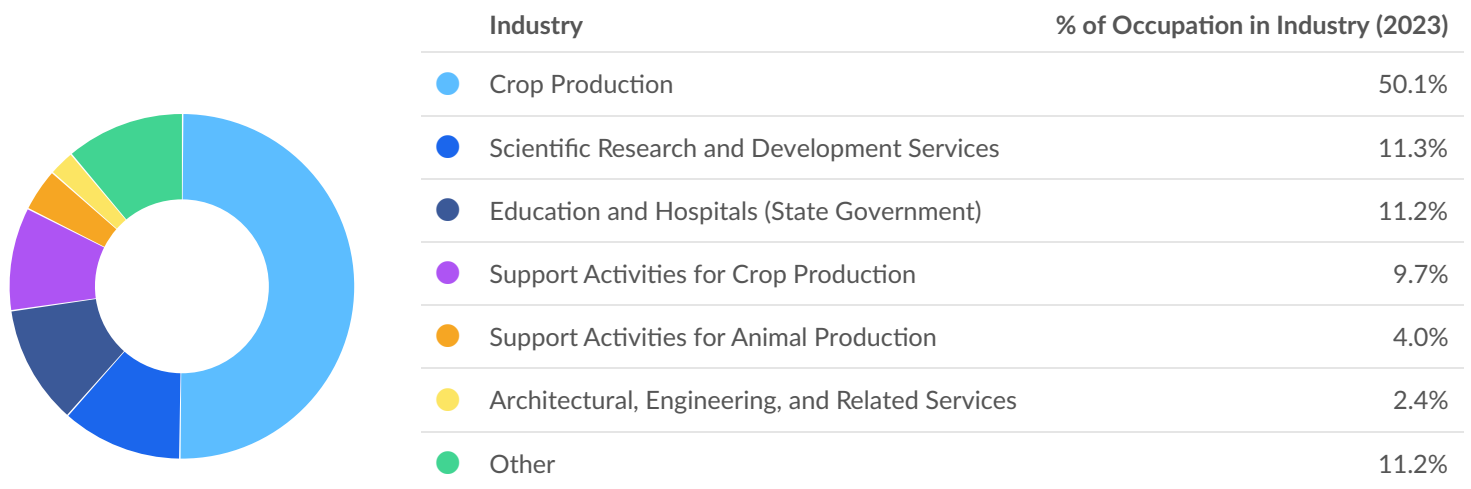 Industry % of Occupation in Industry (2023)
Crop Production 50.1%
Scientific Research and Development Services 11.3%
Education and Hospitals (State Government) 11.2%
Support Activities for Crop Production 9.7%
Support Activities for Animal Production 4.0%
Architectural, Engineering, and Related Services 2.4%
Other 11.2%